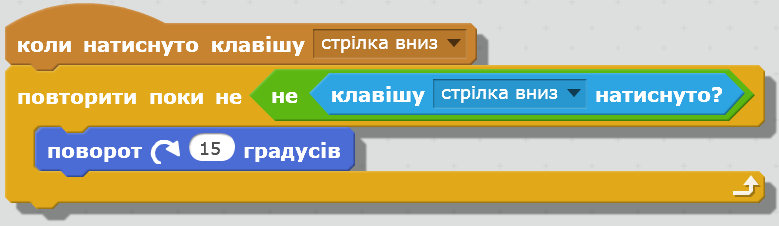 коли натиснуто клавішу стрілка вниз
повторити поки не не клавішу стрілка вниз натиснуто?
поворот 15 градусів